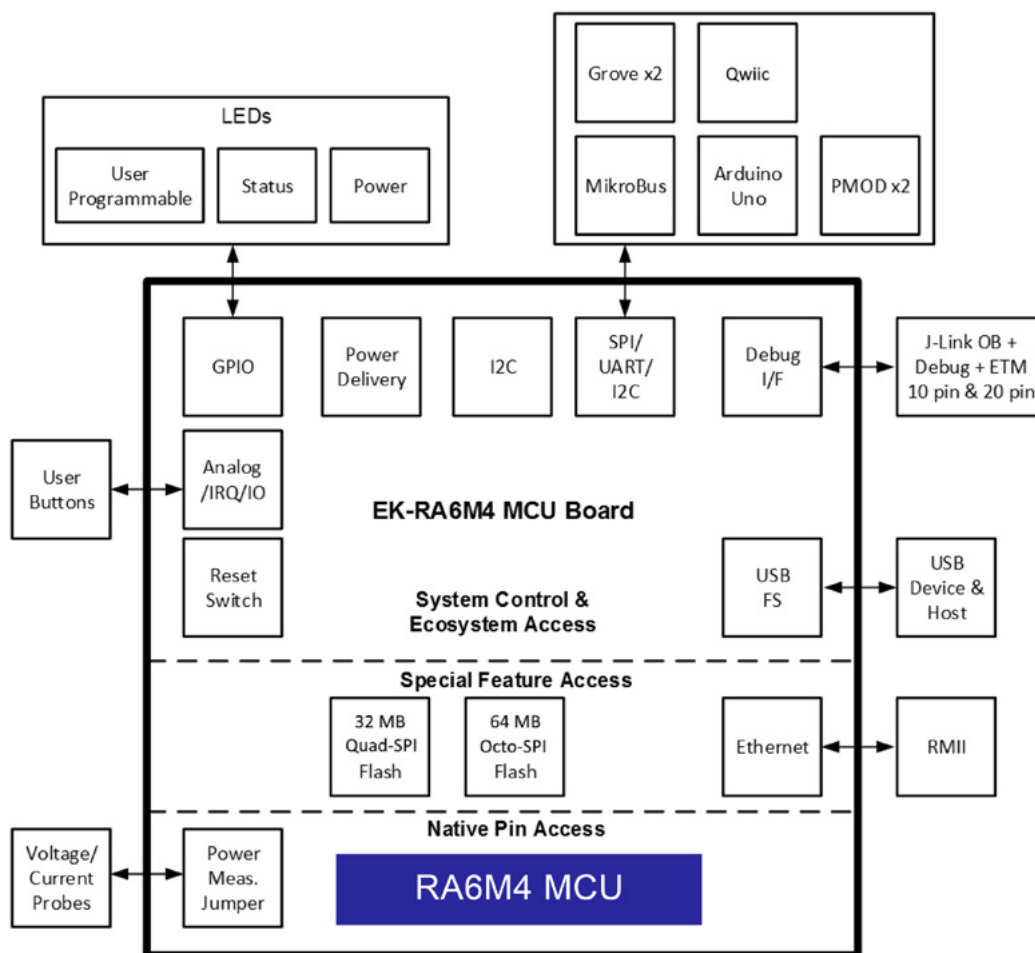 Grove x2
Qwiic
LEDs
User
Programmable
Status
Power
MikroBus
Arduino
Uno
PMOD x2
GPIO
Power
Delivery
I2C
SPI/
UART/
I2C
Debug
I/F
J-Link OB +
Debug + ETM
10 pin & 20 pin
User
Buttons
Analog
/IRQ/IO
EK-RA6M4 MCU Board
Reset
Switch
System Control &
Ecosystem Access
USB
FS
USB
Device &
Host
Special Feature Access
32 MB
Quad-SPI
Flash
64 MB
Octo-SPI
Flash
Ethernet
RMII
Native Pin Access
Voltage/
Current
Probes
Power
Meas.
Jumper
RA6M4 MCU